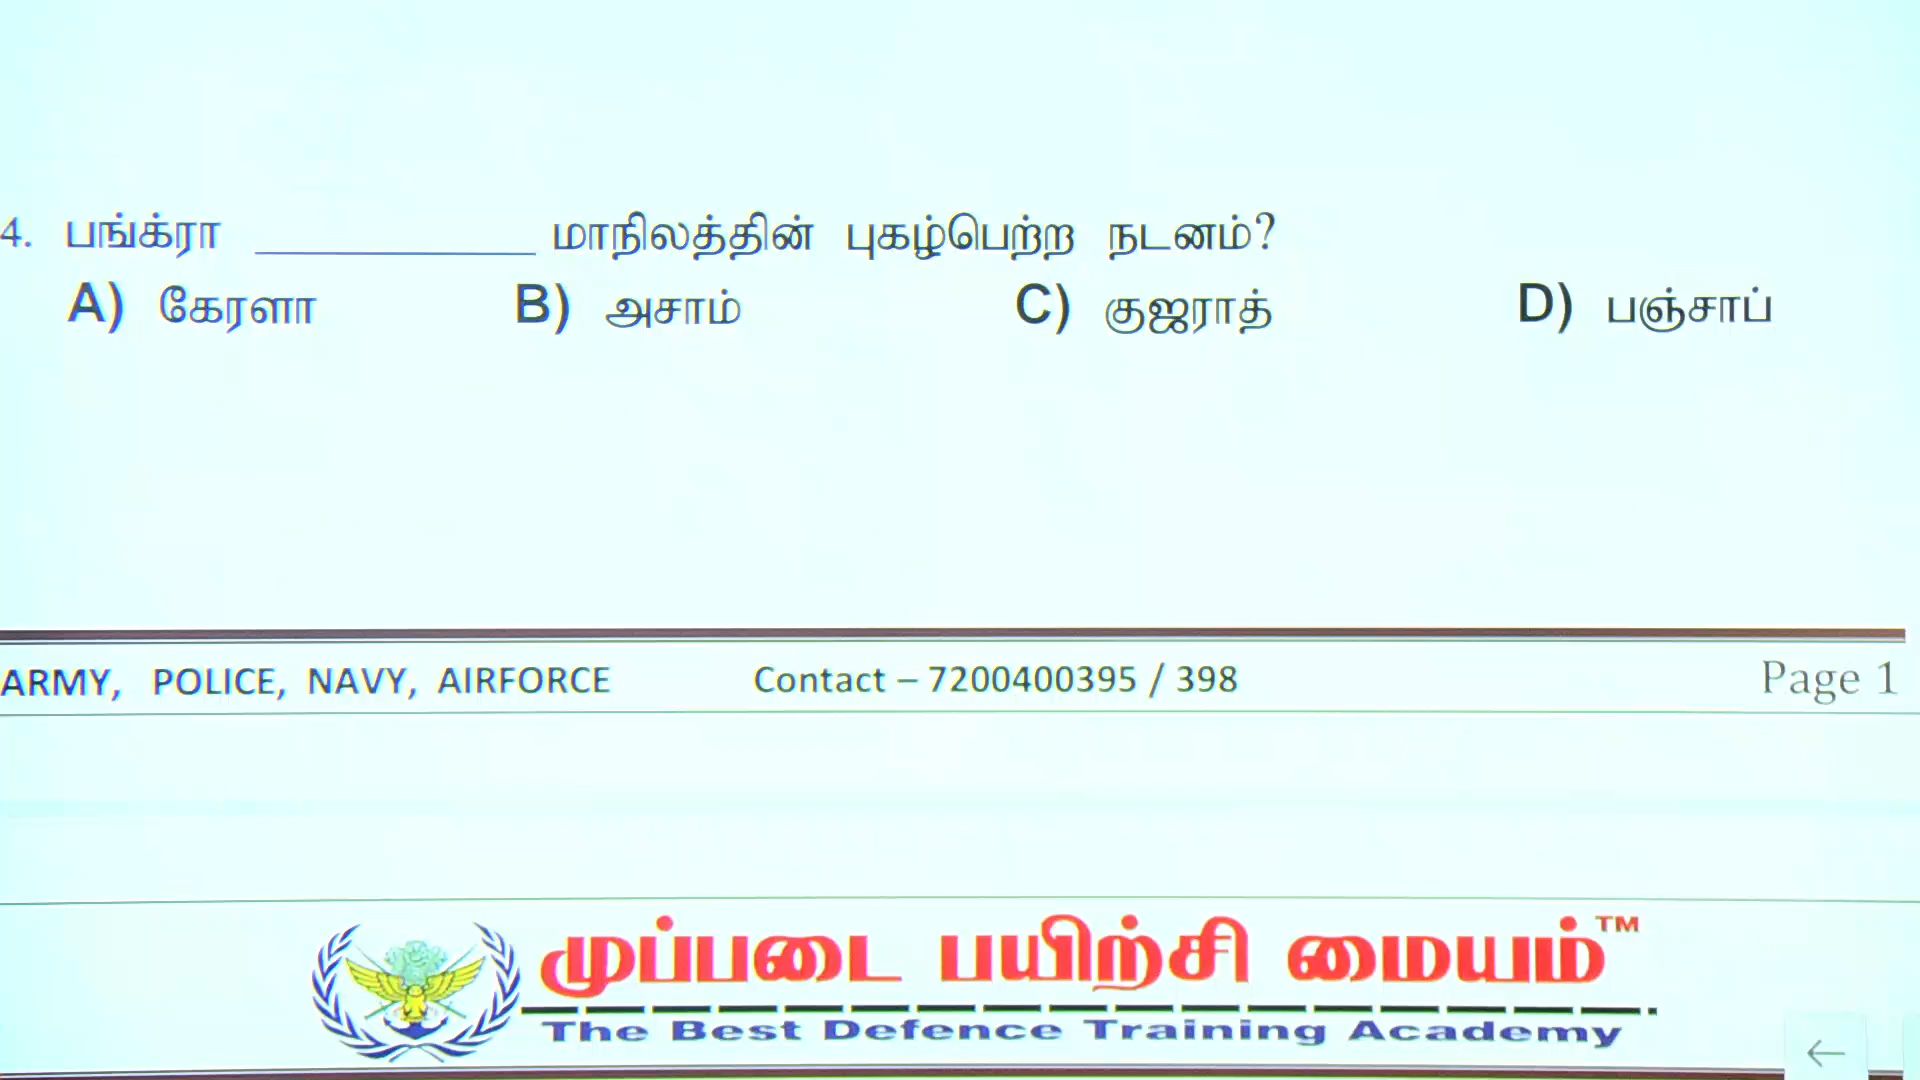 4. பங்க்ரா ______________ மாநிலத்தின் புகழ்பெற்ற நடனம்?
A) கேரளா B) அசாம் C) குஜராத் D) பஞ்சாப்
ARMY, POLICE, NAVY, AIRFORCE Contact – 7200400395 / 398 Page 1
முப்படை பயிற்சி மையம்™
The Best Defence Training Academy